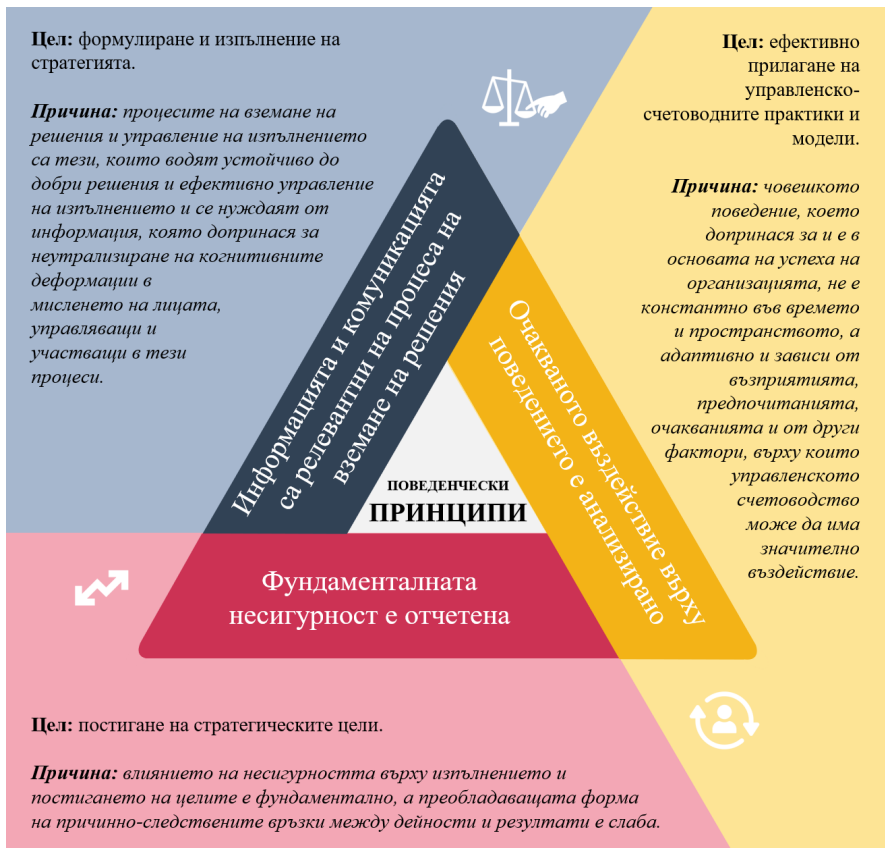 Цел: формулиране и изпълнение на
стратегията.
Причина: процесите на вземане на
решения и управление на изпълнението
са тези, които водят устойчиво до
добри решения и ефективно управление
на изпълнението и се нуждаят от
информация, която допринася за
неутрализиране на когнитивните
деформации в
мисленето на лицата,
управляващи и
участващи в тези
процеси.
Цел: ефективно
прилагане на
управленско-
счетоводните практики и
модели.
Причина: човешкото
поведение, което
допринася за и е в
основата на успеха на
организацията, не е
константно във времето
и пространството, а
адаптивно и зависи от
възприятията,
предпочитанията,
очакванията и от други
фактори, върху които
управленското
счетоводство
може да има
значително
въздействие.
Информацията и комуникацията
са релевантни на процеса на
вземане на решения
Очакваното въздействие върху
поведението е анализирано
ПОВЕДЕНЧЕСКИ
ПРИНЦИПИ
Фундаменталната
несигурност е отчетена
Цел: постигане на стратегическите цели.
Причина: влиянието на несигурността върху изпълнението и
постигането на целите е фундаментално, а преобладаващата форма
на причинно-следствените връзки между дейности и резултати е слаба.